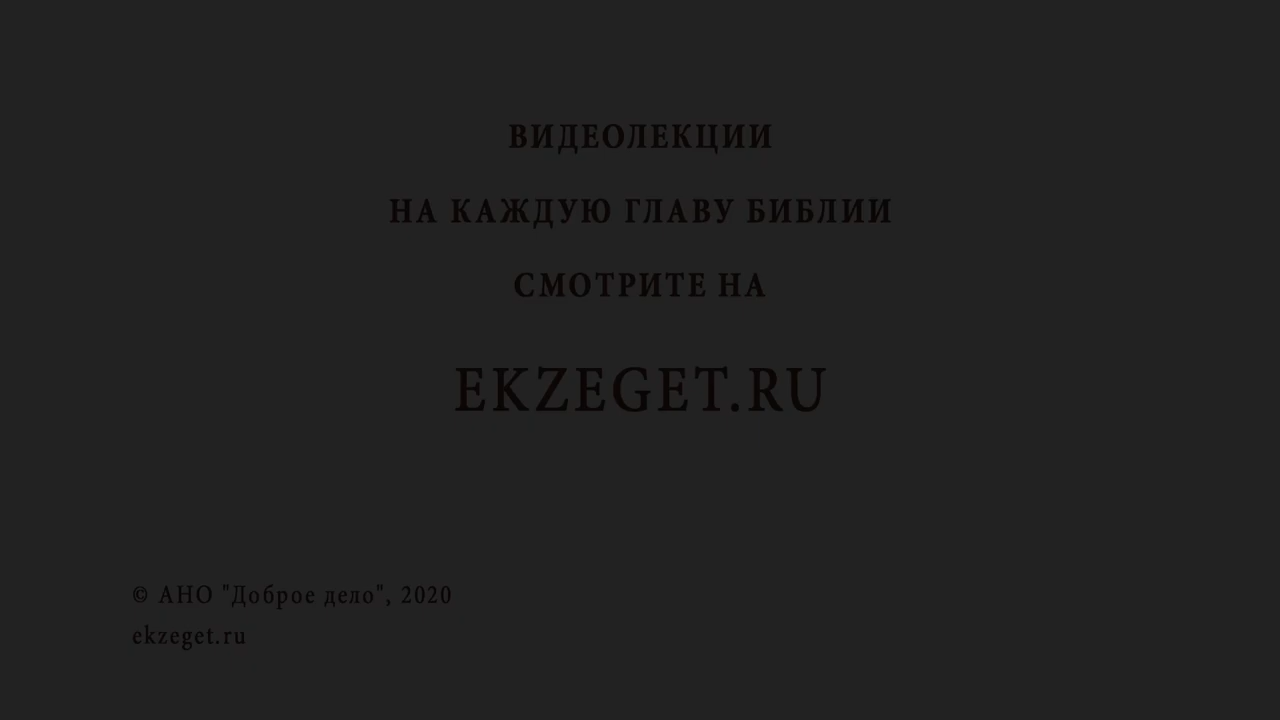 ВИДЕОЛЕКЦИИ
НА КАЖДУЮ ГЛАВУ БИБЛИИ
СМОТРИТЕ НА
EKZEGET.RU
© АНО "Доброе дело", 2020
ekzeget.ru